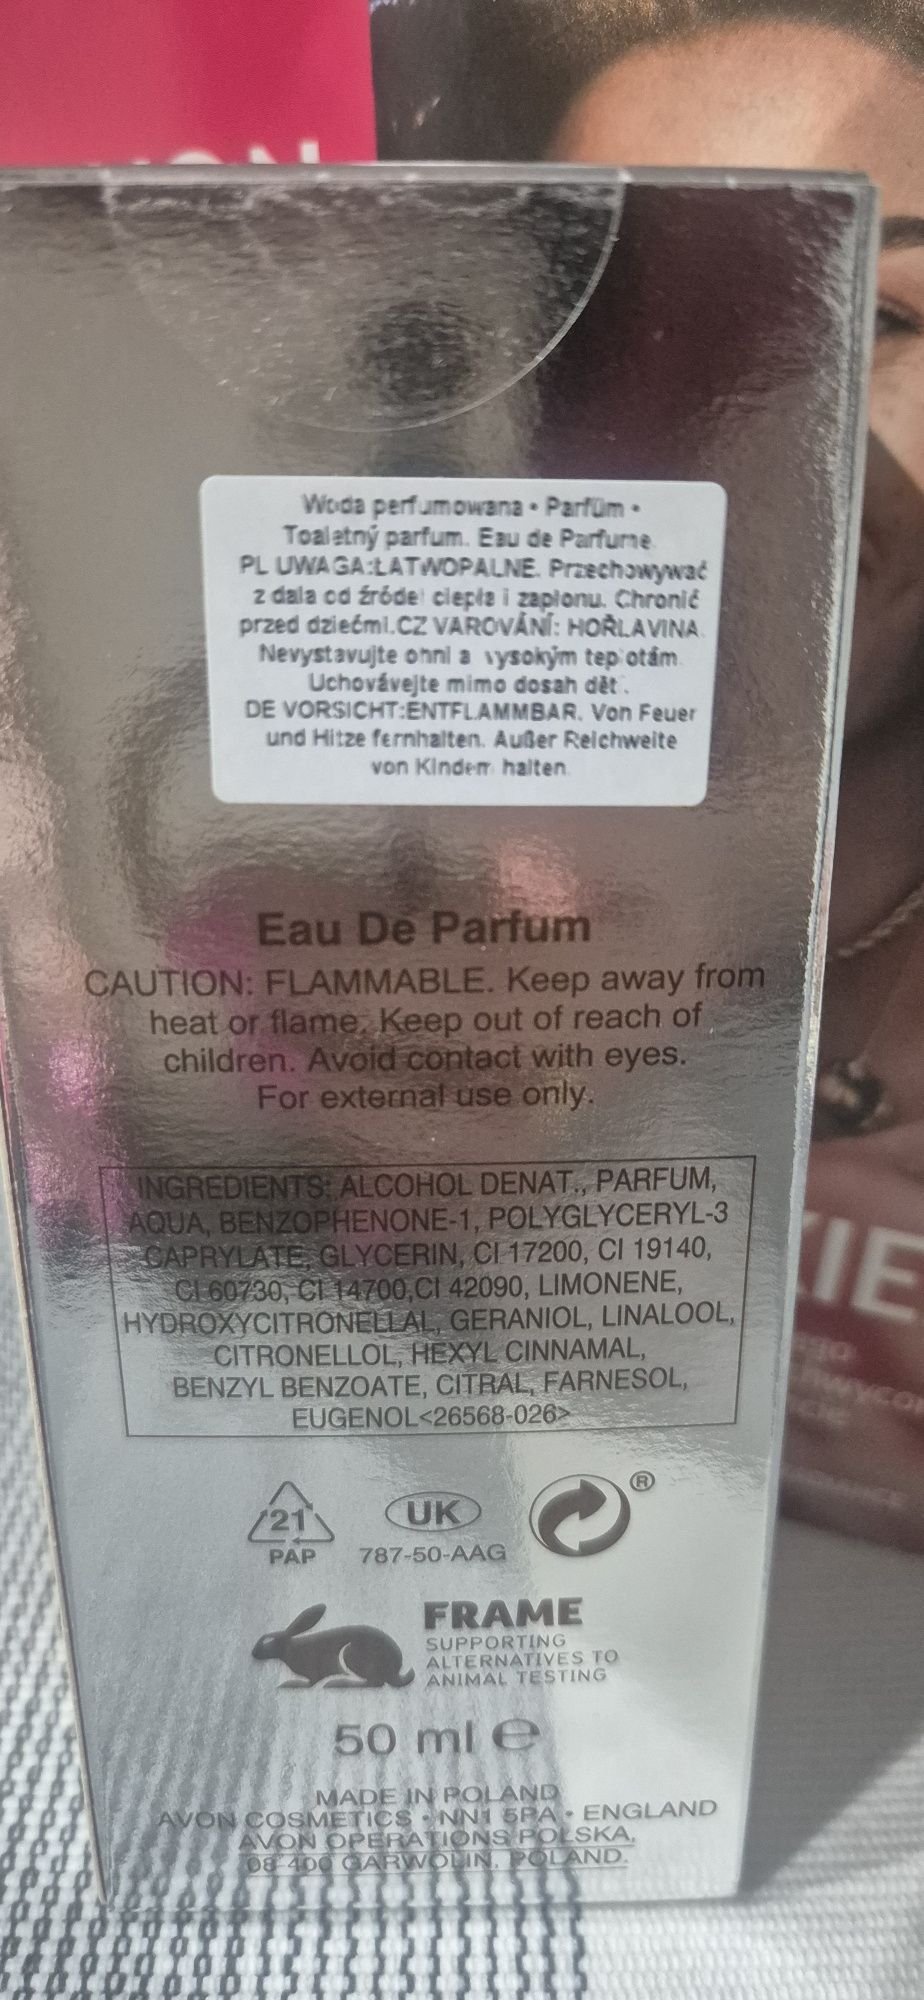 Woda perfumowana • Parfüm •
Toaletný parfum. Eau de Parfume
PL UWAGA:ŁATWOPALNE. Przechowywać
z dala od źródeł ciepła i zapłonu. Chronić
przed dziećmi.CZ VAROVÁNÍ: HOŘLAVINA.
Nevystavujte ohni a vysokým teplotám.
Uchovávejte mimo dosah dět .
DE VORSICHT:ENTFLAMMBAR. Von Feuer
und Hitze fernhalten. Außer Reichweite
von Kindern halten
Eau De Parfum
CAUTION: FLAMMABLE. Keep away from
heat or flame. Keep out of reach of
children. Avoid contact with eyes.
For external use only.
INGREDIENTS: ALCOHOL DENAT., PARFUM,
AQUA, BENZOPHENONE-1, POLYGLYCERYL-3
CAPRYLATE, GLYCERIN, CI 17200, CI 19140,
CI 60730, CI 14700,CI 42090, LIMONENE,
HYDROXYCITRONELLAL, GERANIOL, LINALOOL,
CITRONELLOL, HEXYL CINNAMAL,
BENZYL BENZOATE, CITRAL, FARNESOL,
EUGENOL<26568-026>
21
PAP
UK
787-50-AAG
®
FRAME
SUPPORTING
ALTERNATIVES TO
ANIMAL TESTING
50 ml ℮
MADE IN POLAND
AVON COSMETICS • NN1 5PA • ENGLAND
AVON OPERATIONS POLSKA,
08-400 GARWOLIN, POLAND.